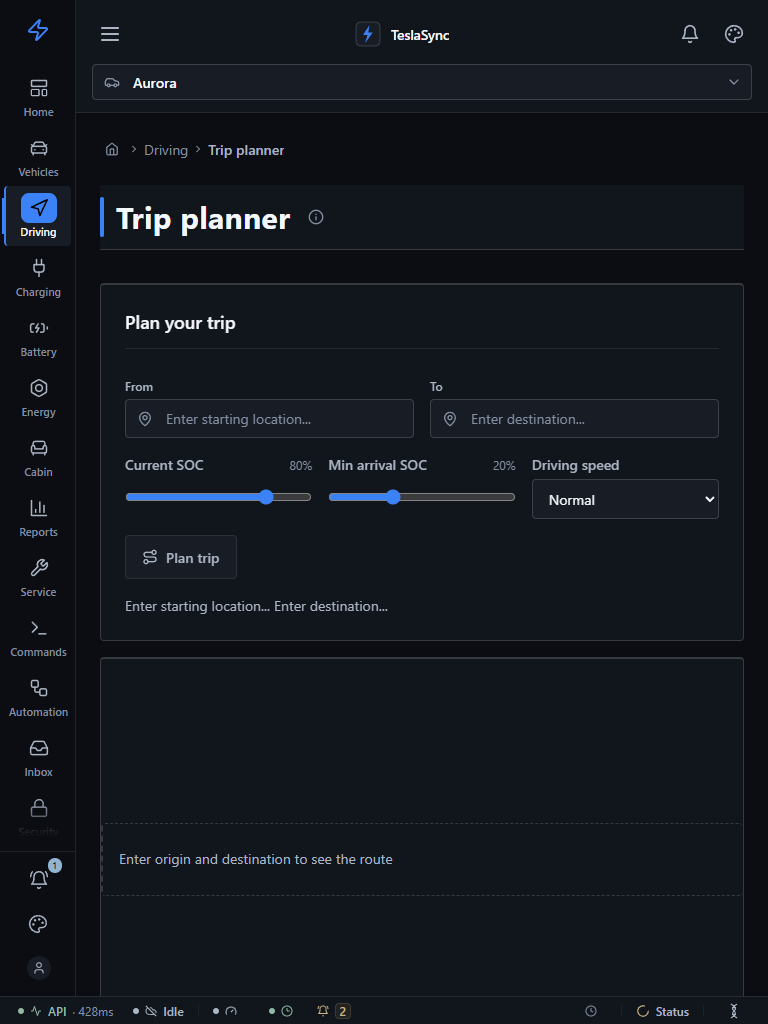 TeslaSync
Aurora
Home
Vehicles
Driving
Charging
Battery
Energy
Cabin
Reports
Service
Commands
Automation
Inbox
Security
1
Driving
Trip planner
Trip planner
Plan your trip
From
To
Enter starting location...
Enter destination...
Current SOC
80%
Min arrival SOC
20%
Driving speed
Normal
Plan trip
Enter starting location... Enter destination...
Enter origin and destination to see the route
API · 428ms
Idle
2
Status